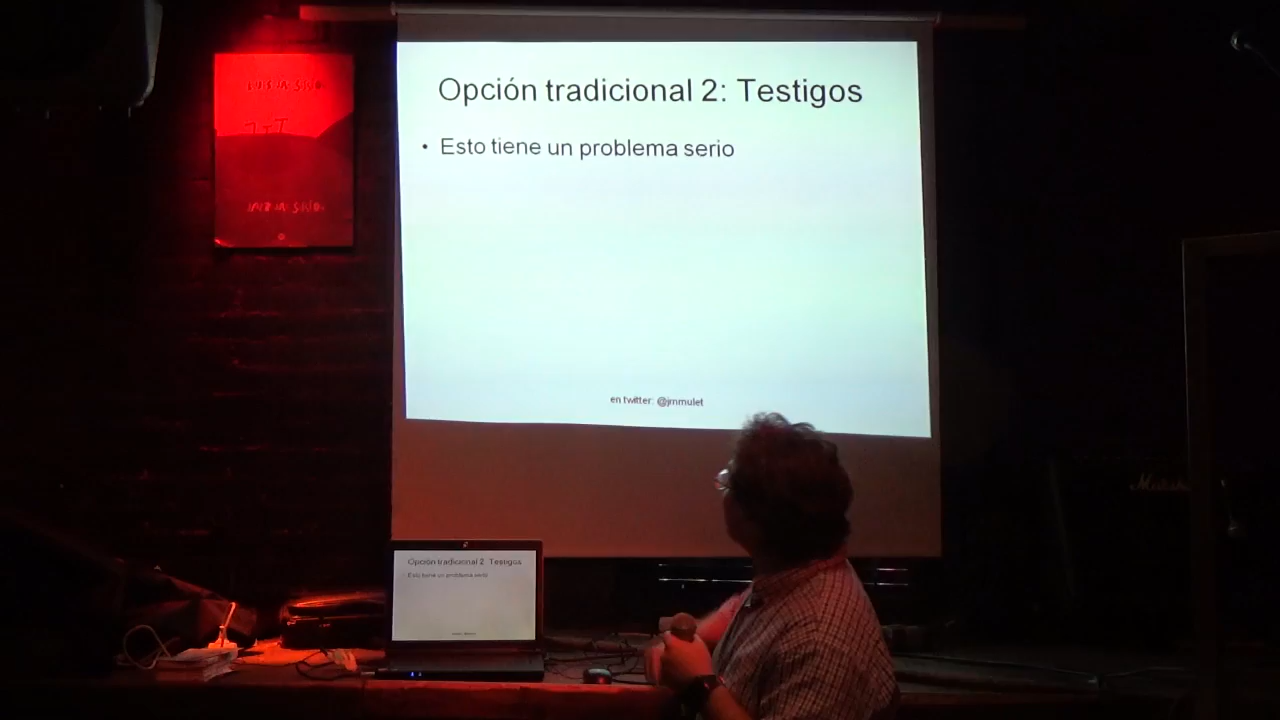 Opción tradicional 2: Testigos
• Esto tiene un problema serio
en twitter: @jmmulet
Opción tradicional 2: Testigos
Esto tiene un problema serio
Marshall